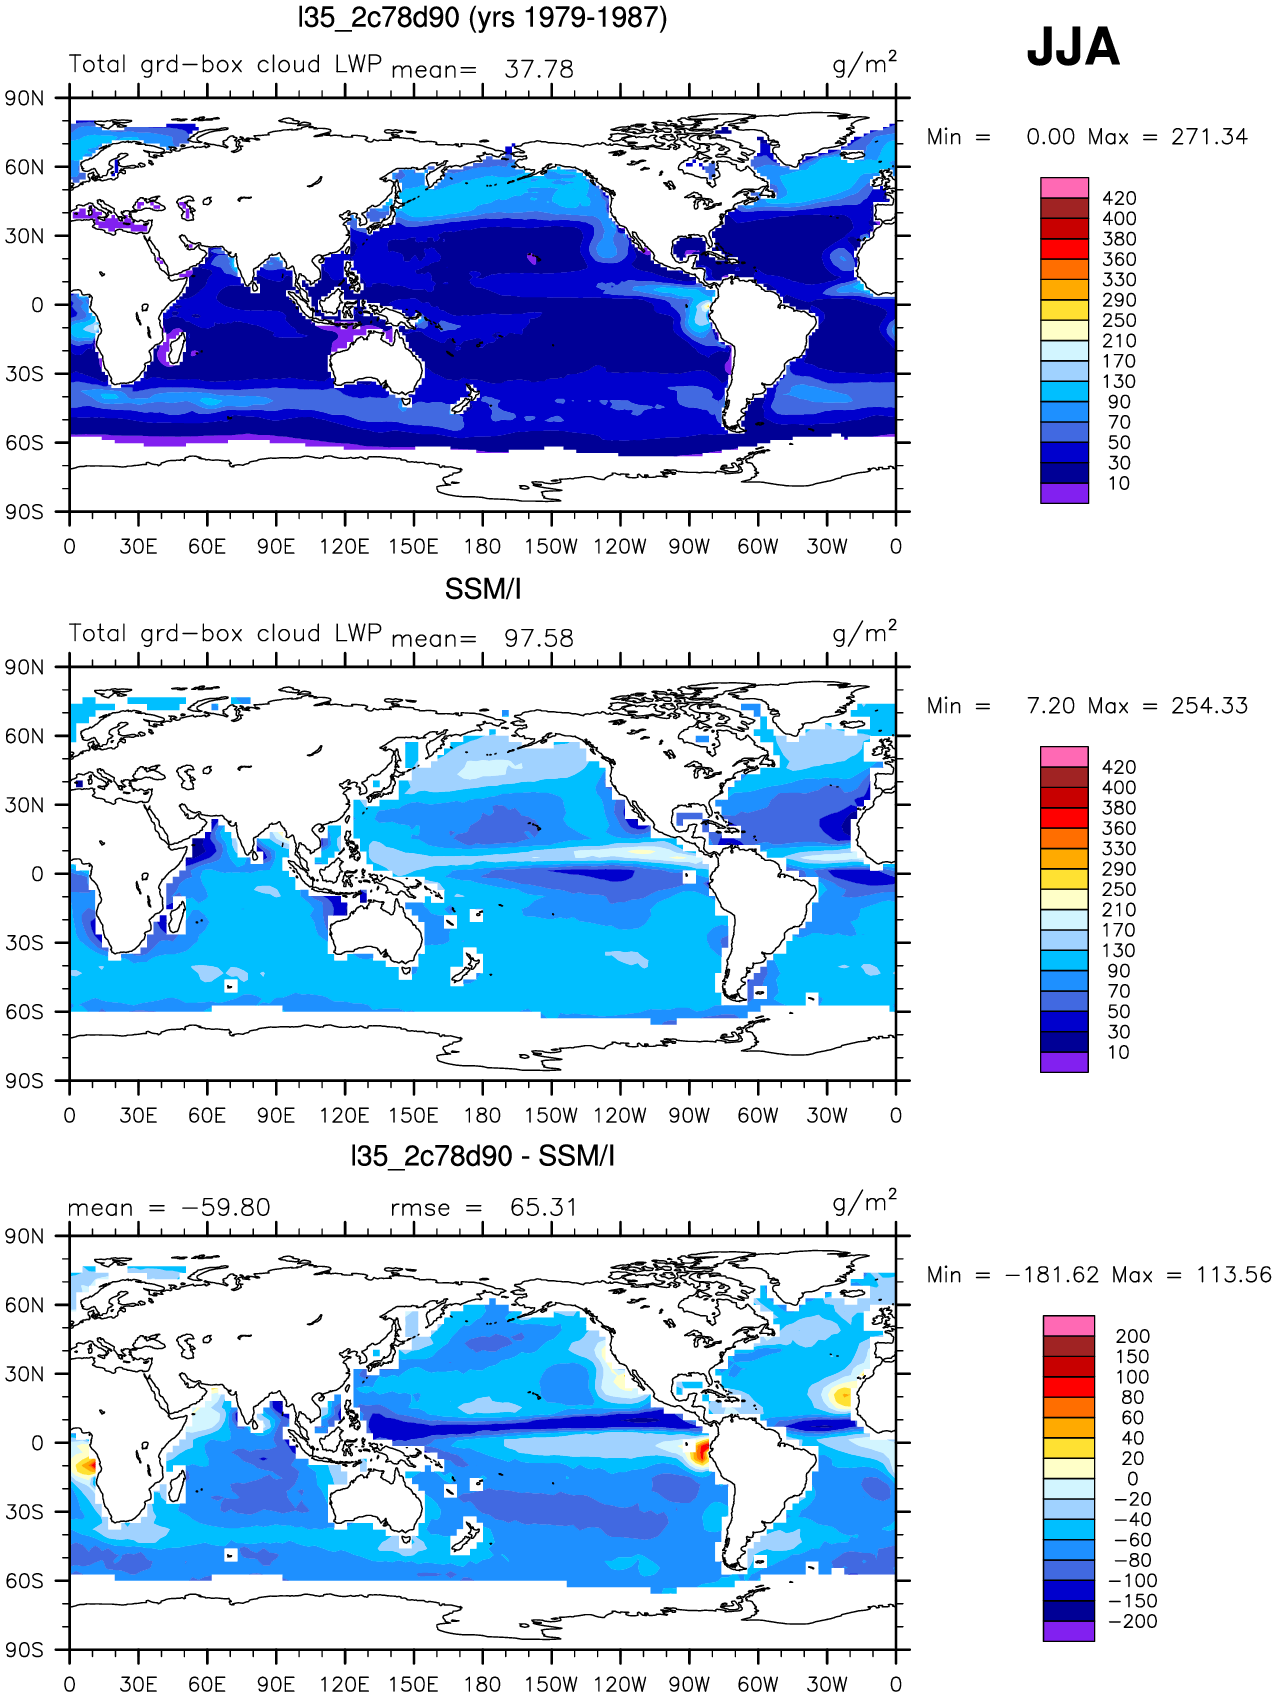 l35_2c78d90 (yrs 1979-1987)
JJA
Total grd-box cloud LWP mean= 37.78 g/m²
Min = 0.00 Max = 271.34
90N
60N
30N
0
30S
60S
90S
0 30E 60E 90E 120E 150E 180 150W 120W 90W 60W 30W 0
420
400
380
360
330
290
250
210
170
130
90
70
50
30
10
SSM/I
Total grd-box cloud LWP mean= 97.58 g/m²
Min = 7.20 Max = 254.33
90N
60N
30N
0
30S
60S
90S
0 30E 60E 90E 120E 150E 180 150W 120W 90W 60W 30W 0
420
400
380
360
330
290
250
210
170
130
90
70
50
30
10
l35_2c78d90 - SSM/I
mean = -59.80 rmse = 65.31 g/m²
Min = -181.62 Max = 113.56
90N
60N
30N
0
30S
60S
90S
0 30E 60E 90E 120E 150E 180 150W 120W 90W 60W 30W 0
200
150
100
80
60
40
20
0
-20
-40
-60
-80
-100
-150
-200